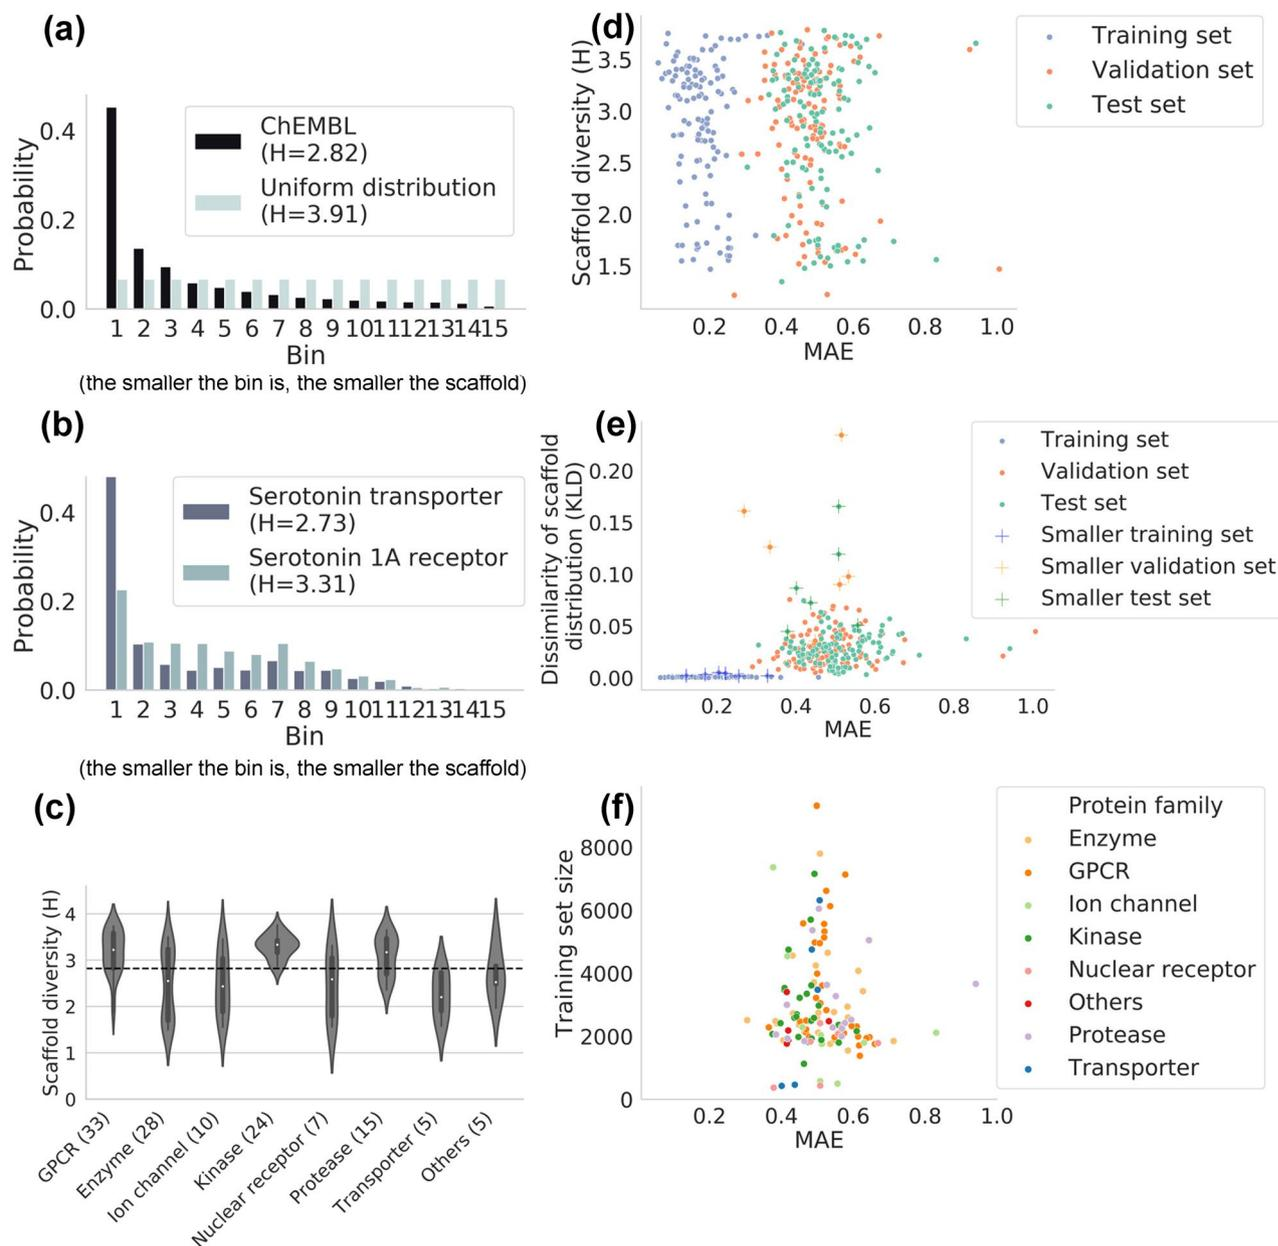 (a)
Probability
0.4
0.2
0.0
ChEMBL
(H=2.82)
Uniform distribution
(H=3.91)
1 2 3 4 5 6 7 8 9 10 11 12 13 14 15
Bin
(the smaller the bin is, the smaller the scaffold)
(b)
Probability
0.4
0.2
0.0
Serotonin transporter
(H=2.73)
Serotonin 1A receptor
(H=3.31)
1 2 3 4 5 6 7 8 9 10 11 12 13 14 15
Bin
(the smaller the bin is, the smaller the scaffold)
(c)
Scaffold diversity (H)
4
3
2
1
0
GPCR (33)
Enzyme (28)
Ion channel (10)
Kinase (24)
Nuclear receptor (7)
Protease (15)
Transporter (5)
Others (5)
(d)
Scaffold diversity (H)
3.5
3.0
2.5
2.0
1.5
0.2 0.4 0.6 0.8 1.0
MAE
Training set
Validation set
Test set
(e)
Dissimilarity of scaffold
distribution (KLD)
0.20
0.15
0.10
0.05
0.00
0.2 0.4 0.6 0.8 1.0
MAE
Training set
Validation set
Test set
Smaller training set
Smaller validation set
Smaller test set
(f)
Training set size
8000
6000
4000
2000
0
0.2 0.4 0.6 0.8 1.0
MAE
Protein family
Enzyme
GPCR
Ion channel
Kinase
Nuclear receptor
Others
Protease
Transporter